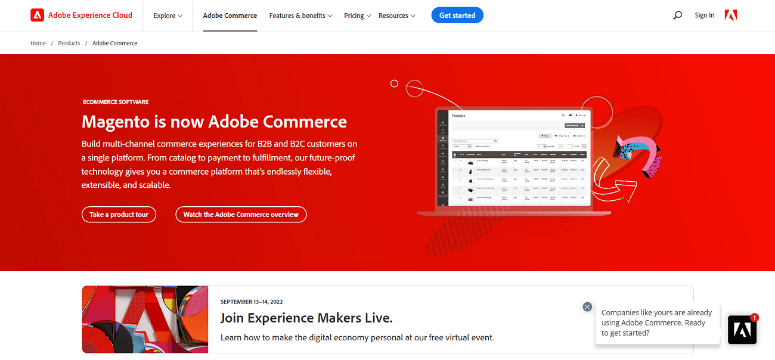 Adobe Experience Cloud
Explore
Adobe Commerce
Features & benefits
Pricing
Resources
Get started
Sign In
Home / Products / Adobe Commerce
ECOMMERCE SOFTWARE
Magento is now Adobe Commerce
Build multi-channel commerce experiences for B2B and B2C customers on
a single platform. From catalog to payment to fulfillment, our future-proof
technology gives you a commerce platform that's endlessly flexible,
extensible, and scalable.
Take a product tour
Watch the Adobe Commerce overview
Products
SEPTEMBER 13–14, 2022
Join Experience Makers Live.
Learn how to make the digital economy personal at our free virtual event.
Companies like yours are already
using Adobe Commerce. Ready
to get started?
1